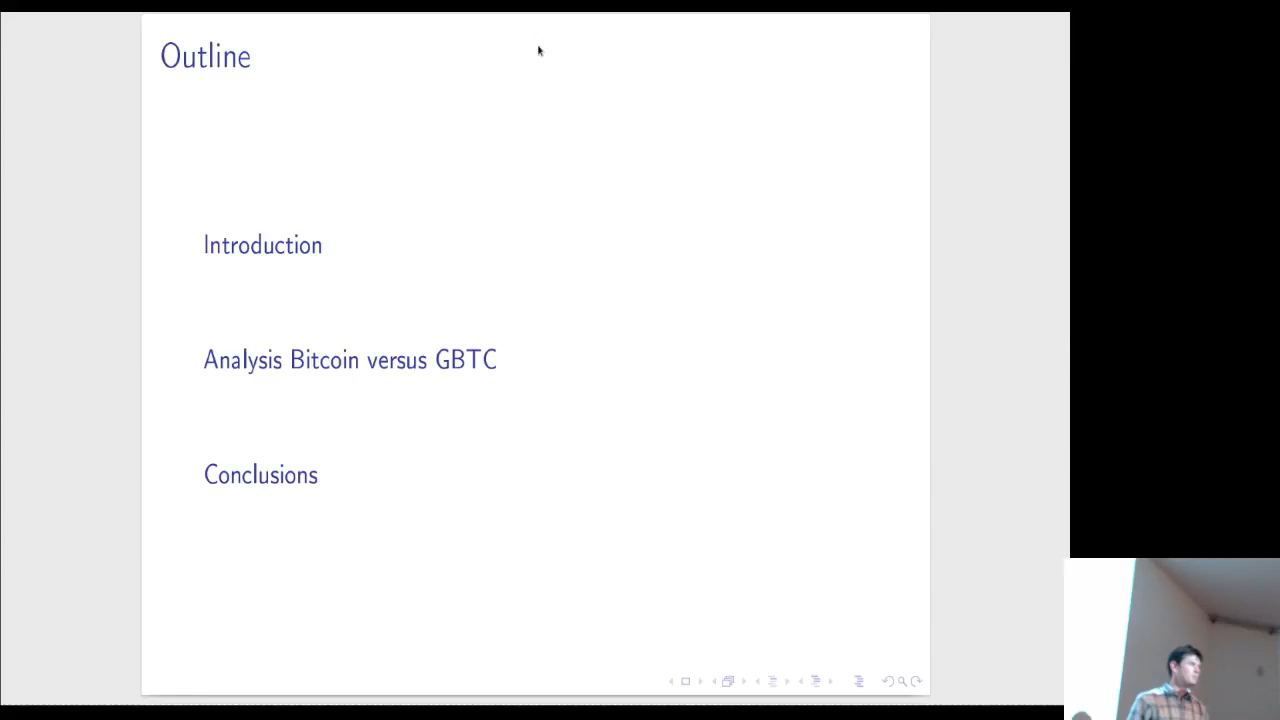 Outline
Introduction
Analysis Bitcoin versus GBTC
Conclusions